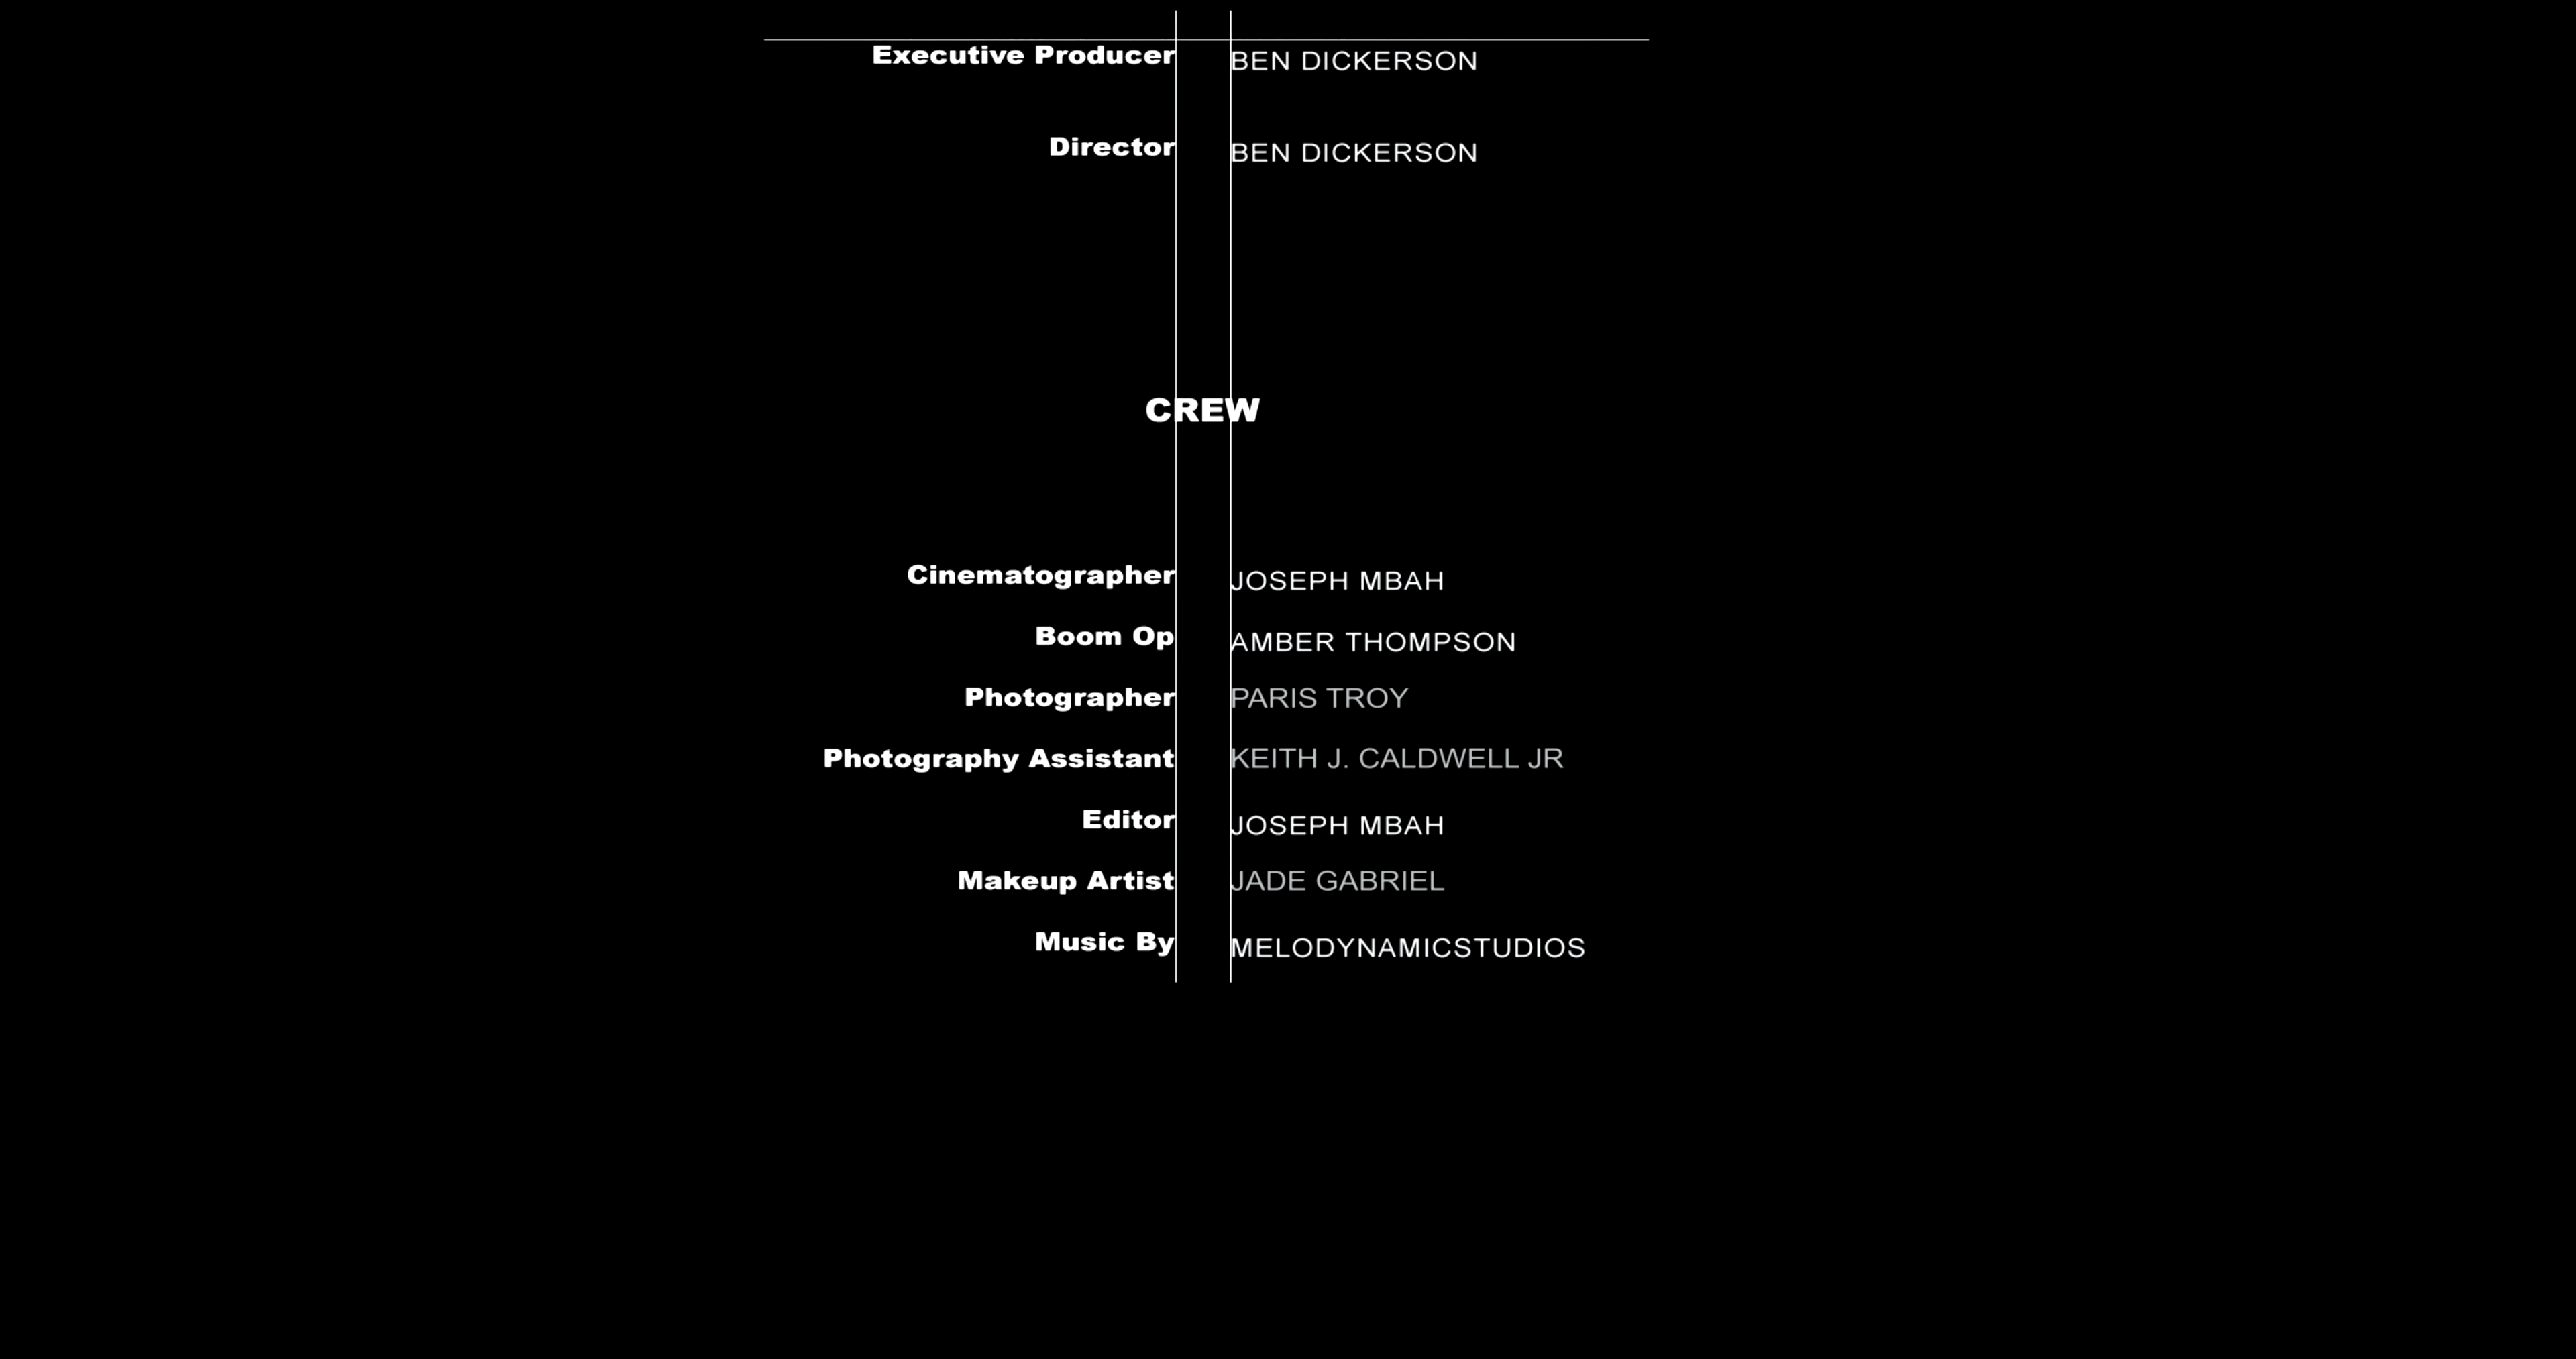 Executive Producer BEN DICKERSON
Director BEN DICKERSON
CREW
Cinematographer JOSEPH MBAH
Boom Op AMBER THOMPSON
Photographer PARIS TROY
Photography Assistant KEITH J. CALDWELL JR
Editor JOSEPH MBAH
Makeup Artist JADE GABRIEL
Music By MELODYNAMICSTUDIOS